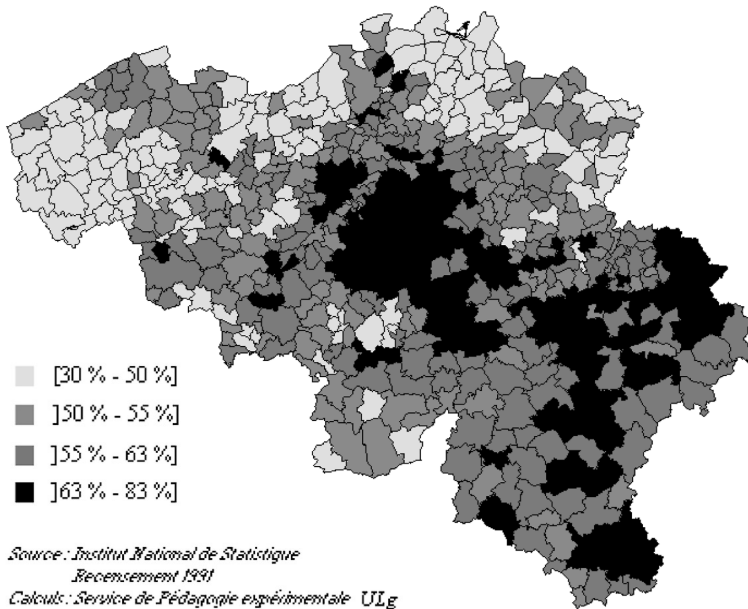 [30 % - 50 %]
]50 % - 55 %]
]55 % - 63 %]
]63 % - 83 %]
Source : Institut National de Statistique
Recensement 1991
Calculs : Service de Pédagogie expérimentale ULg